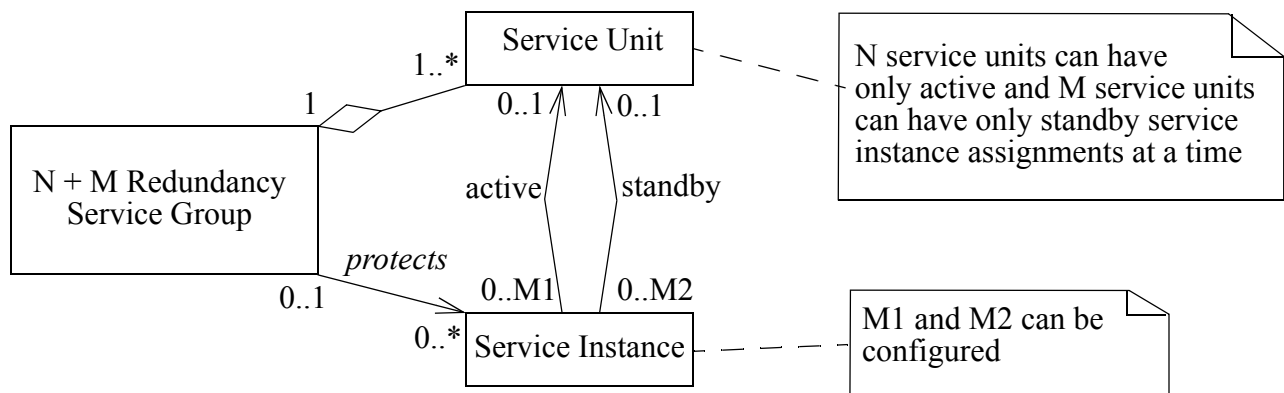 Service Unit
1..*
0..1
0..1
1
N service units can have
only active and M service units
can have only standby service
instance assignments at a time
N + M Redundancy
Service Group
active
standby
protects
0..1
0..*
0..M1
0..M2
Service Instance
M1 and M2 can be
configured